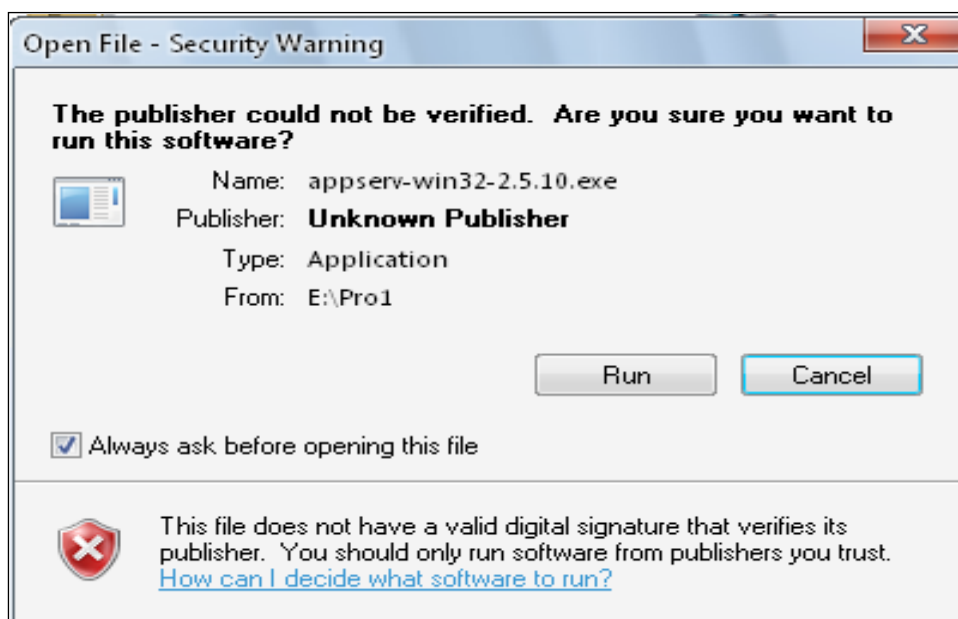 Open File - Security Warning
The publisher could not be verified.  Are you sure you want to
run this software?
Name: appserv-win32-2.5.10.exe
Publisher: Unknown Publisher
Type: Application
From: E:\Pro1
Run Cancel
Always ask before opening this file
This file does not have a valid digital signature that verifies its
publisher.  You should only run software from publishers you trust.
How can I decide what software to run?